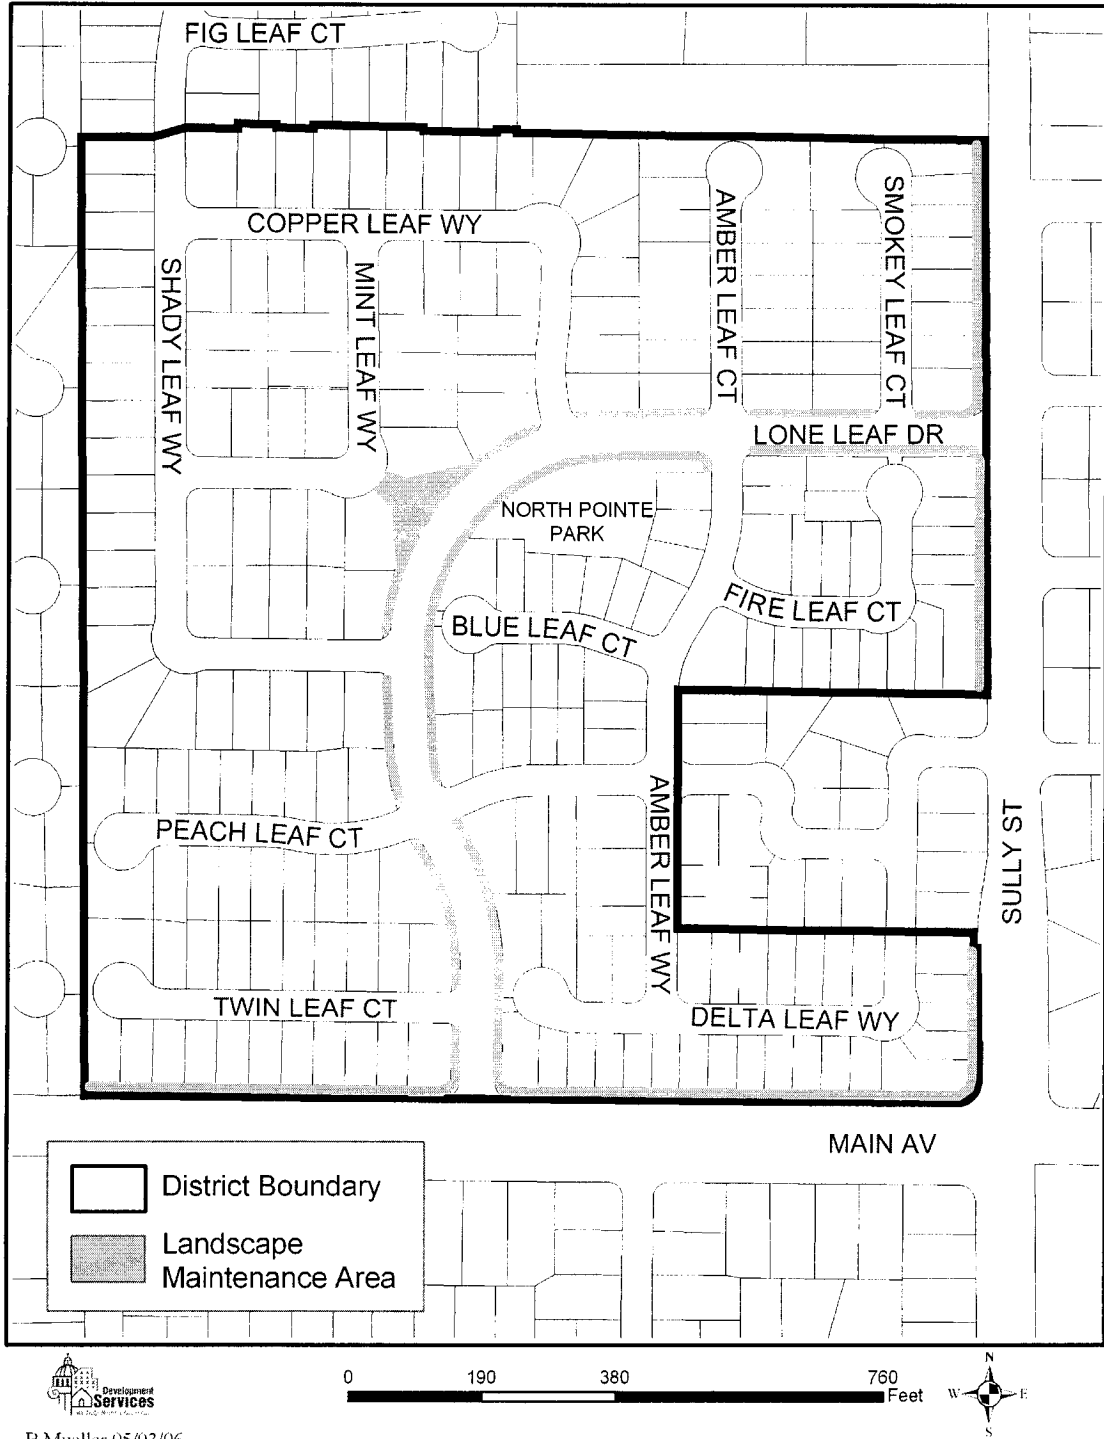 FIG LEAF CT
COPPER LEAF WY
SHADY LEAF WY
MINT LEAF WY
AMBER LEAF CT
SMOKEY LEAF CT
LONE LEAF DR
NORTH POINTE
PARK
FIRE LEAF CT
BLUE LEAF CT
AMBER LEAF WY
PEACH LEAF CT
SULLY ST
TWIN LEAF CT
DELTA LEAF WY
MAIN AV
District Boundary
Landscape
Maintenance Area
Development
Services
0 190 380 760
Feet
N
W E
S